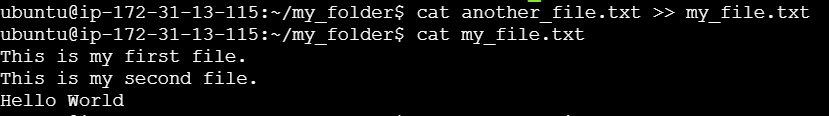 ubuntu@ip-172-31-13-115:~/my_folder$ cat another_file.txt >> my_file.txt
ubuntu@ip-172-31-13-115:~/my_folder$ cat my_file.txt
This is my first file.
This is my second file.
Hello World